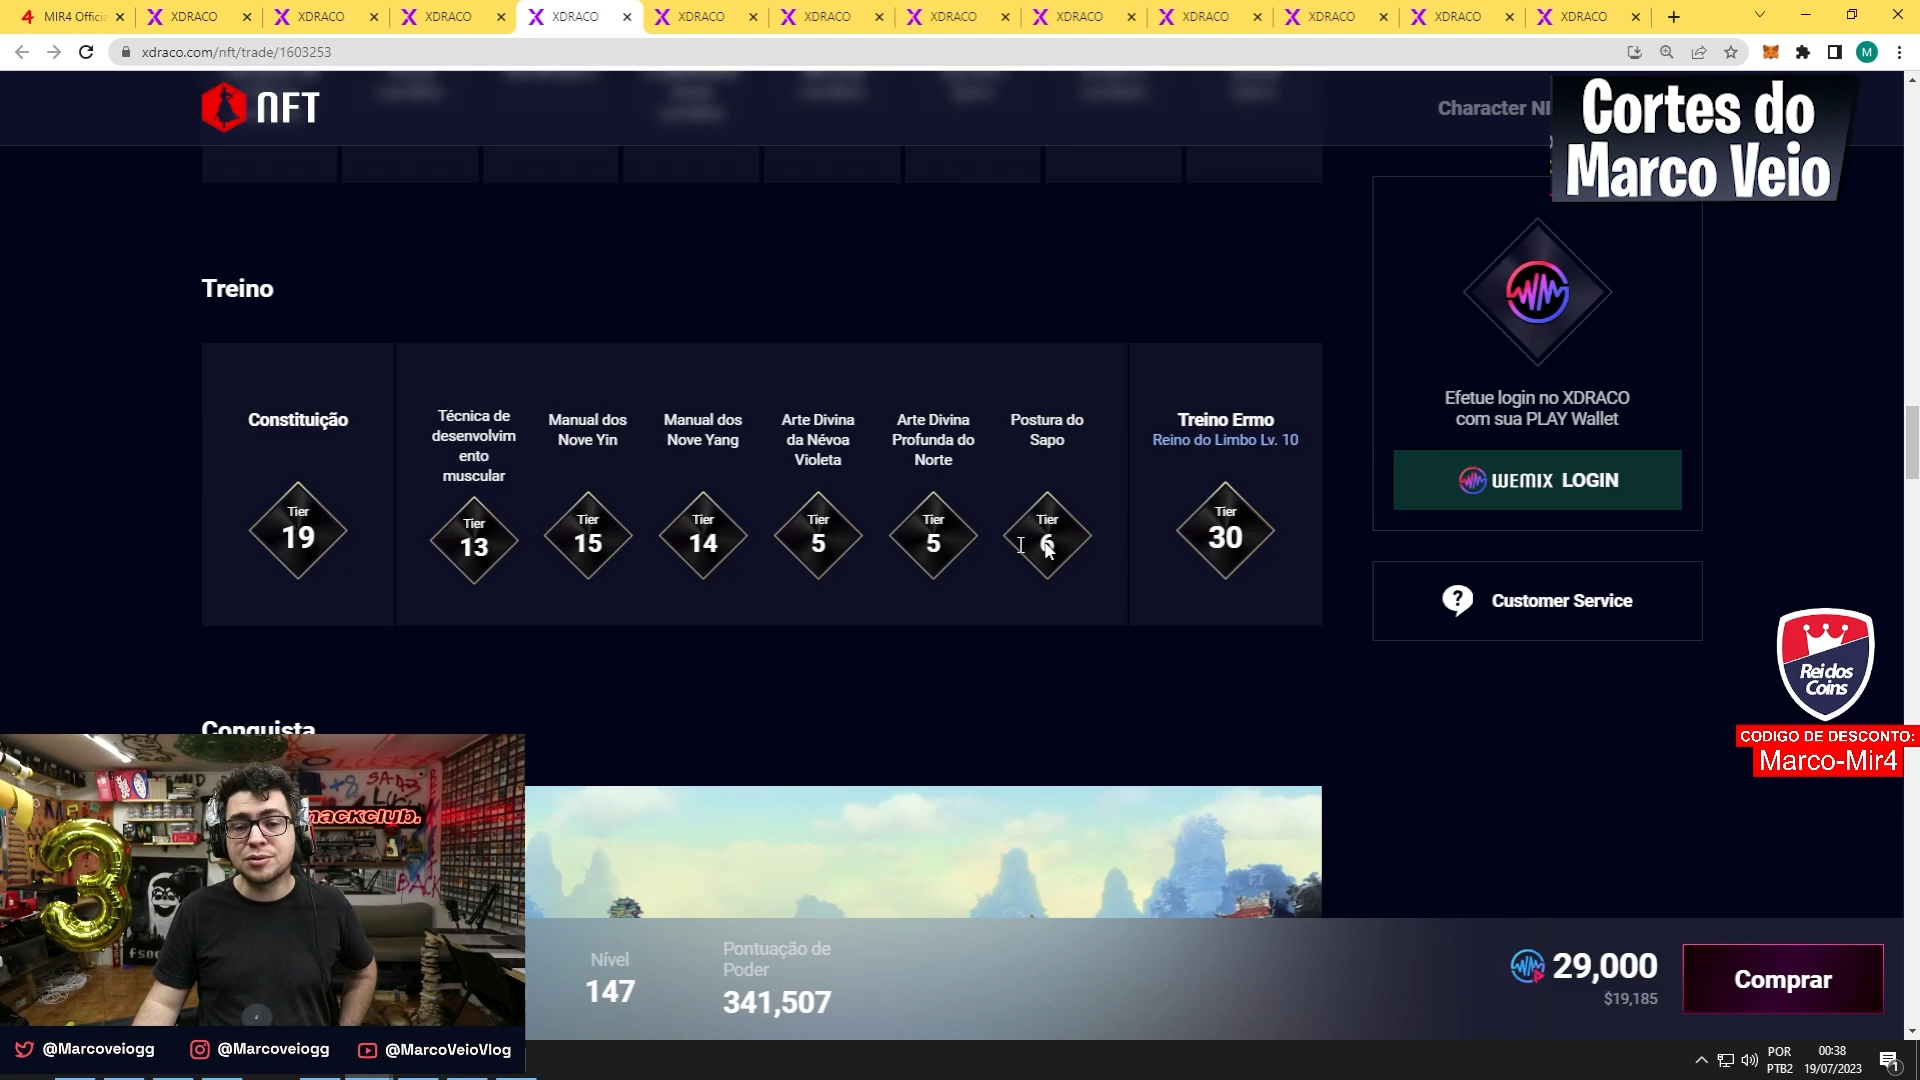 MIR4 Officia
XDRACO
XDRACO
XDRACO
XDRACO
XDRACO
XDRACO
XDRACO
XDRACO
XDRACO
XDRACO
XDRACO
XDRACO
xdraco.com/nft/trade/1603253
M
NFT
Character N
Cortes do
Marco Veio
Treino
Constituição
Tier
19
Técnica de
desenvolvim
ento
muscular
Tier
13
Manual dos
Nove Yin
Tier
15
Manual dos
Nove Yang
Tier
14
Arte Divina
da Névoa
Violeta
Tier
5
Arte Divina
Profunda do
Norte
Tier
5
Postura do
Sapo
Tier
6
Treino Ermo
Reino do Limbo Lv. 10
Tier
30
Efetue login no XDRACO
com sua PLAY Wallet
WEMIX LOGIN
Customer Service
Rei dos
Coins
CODIGO DE DESCONTO:
Marco-Mir4
Conquista
hackclub.
3
Nível
147
Pontuação de
Poder
341,507
29,000
$19,185
Comprar
@Marcoveiogg
@Marcoveiogg
@MarcoVeioVlog
POR
PTB2
00:38
19/07/2023
1